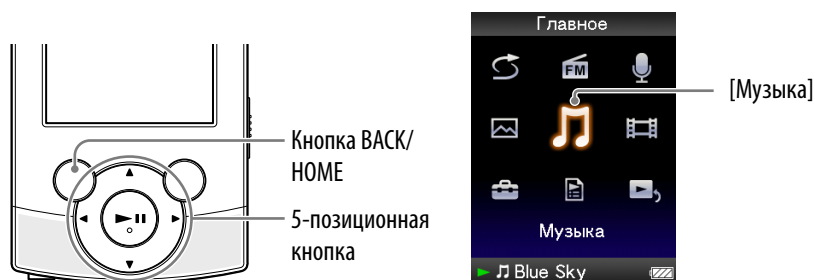 Главное
FM
[Музыка]
Кнопка BACK/
HOME
5-позиционная
кнопка
Музыка
Blue Sky